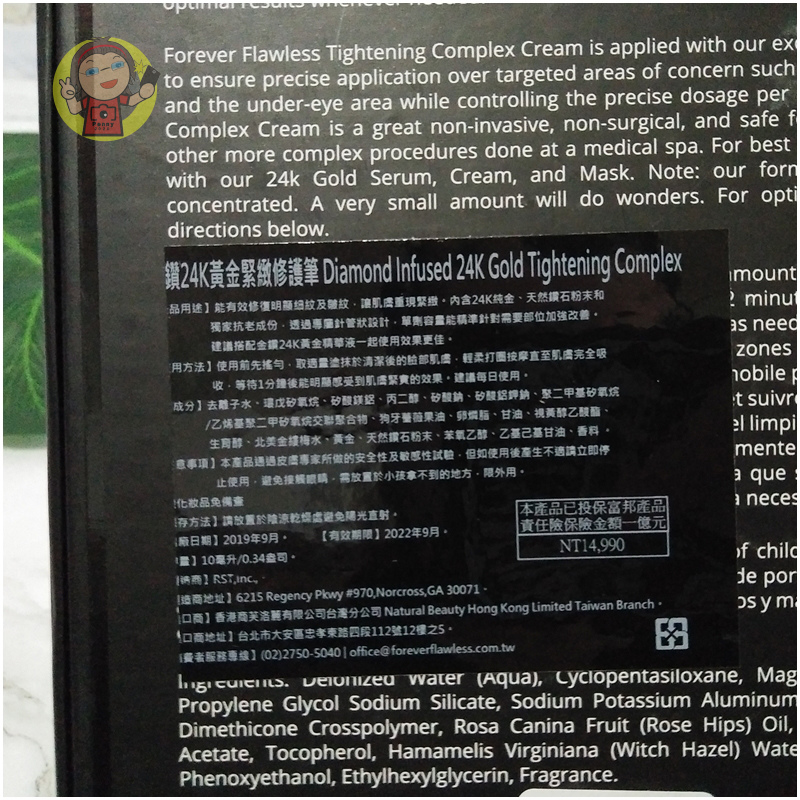 optimal results whenever need
Forever Flawless Tightening Complex Cream is applied with our exc
to ensure precise application over targeted areas of concern such
and the under-eye area while controlling the precise dosage per
Complex Cream is a great non-invasive, non-surgical, and safe f
other more complex procedures done at a medical spa. For best
with our 24k Gold Serum, Cream, and Mask. Note: our form
concentrated. A very small amount will do wonders. For opti
directions below.
鑽24K黃金緊緻修護筆 Diamond Infused 24K Gold Tightening Complex
品用途】能有效修復明顯細紋及皺紋、讓肌膚重現緊緻。內含24K純金、天然鑽石粉末和
獨家抗老成份，透過專屬針管狀設計，單劑容量能精準針對需要部位加強改善。
建議搭配金鑽24K黃金精華液一起使用效果更佳。
用方法】使用前先搖勻，取適量塗抹於清潔後的臉部肌膚，輕柔打圈按摩直至肌膚完全吸
收，等待1分鐘後能明顯感受到肌膚緊實的效果。建議每日使用。
成分】去離子水、環戊矽氧烷、矽酸鎂鋁、丙二醇、矽酸鈉、矽酸鋁鉀鈉、聚二甲基矽氧烷
/乙烯基聚二甲矽氧烷交聯聚合物、狗牙薔薇果油、卵燐脂、甘油、視黃醇乙酸酯、
生育醇、北美金縷梅水、黃金、天然鑽石粉末、苯氧乙醇、乙基己基甘油、香料。
意事項】本產品通過皮膚專家所做的安全性及敏感性試驗，但如使用後產生不適請立即停
止使用，避免接觸眼睛，需放置於小孩拿不到的地方，限外用。
化妝品免備查
存方法】請放置於陰涼乾燥處避免陽光直射。
廠日期】2019年9月。 【有效期限】2022年9月。
量】10毫升/0.34盎司。
銷商】RST,inc.,。
造商地址】6215 Regency Pkwy #970,Norcross,GA 30071。
口商】香港商芙洛麗有限公司台灣分公司 Natural Beauty Hong Kong Limited Taiwan Branch。
口商地址】台北市大安區忠孝東路四段112號12樓之5。
費者服務專線】(02)2750-5040 | office@foreverflawless.com.tw
本產品已投保富邦產品
責任險保險金額一億元
NT14,990
mount
2 minut
as need
zones
mobile p
et suivre
el limpi
mente
a que s
a neces
of chilc
de por
os y ma
Ingredients: Deionized Water (Aqua), Cyclopentasiloxane, Mag
Propylene Glycol Sodium Silicate, Sodium Potassium Aluminum
Dimethicone Crosspolymer, Rosa Canina Fruit (Rose Hips) Oil,
Acetate, Tocopherol, Hamamelis Virginiana (Witch Hazel) Wate
Phenoxyethanol, Ethylhexylglycerin, Fragrance.